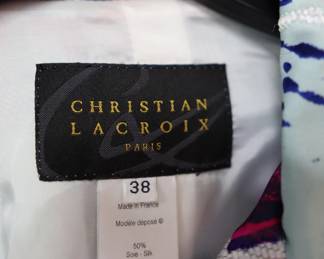 CHRISTIAN
LACROIX
PARIS
38
Made in France
Modèle déposé ©
50%
Soie - Silk